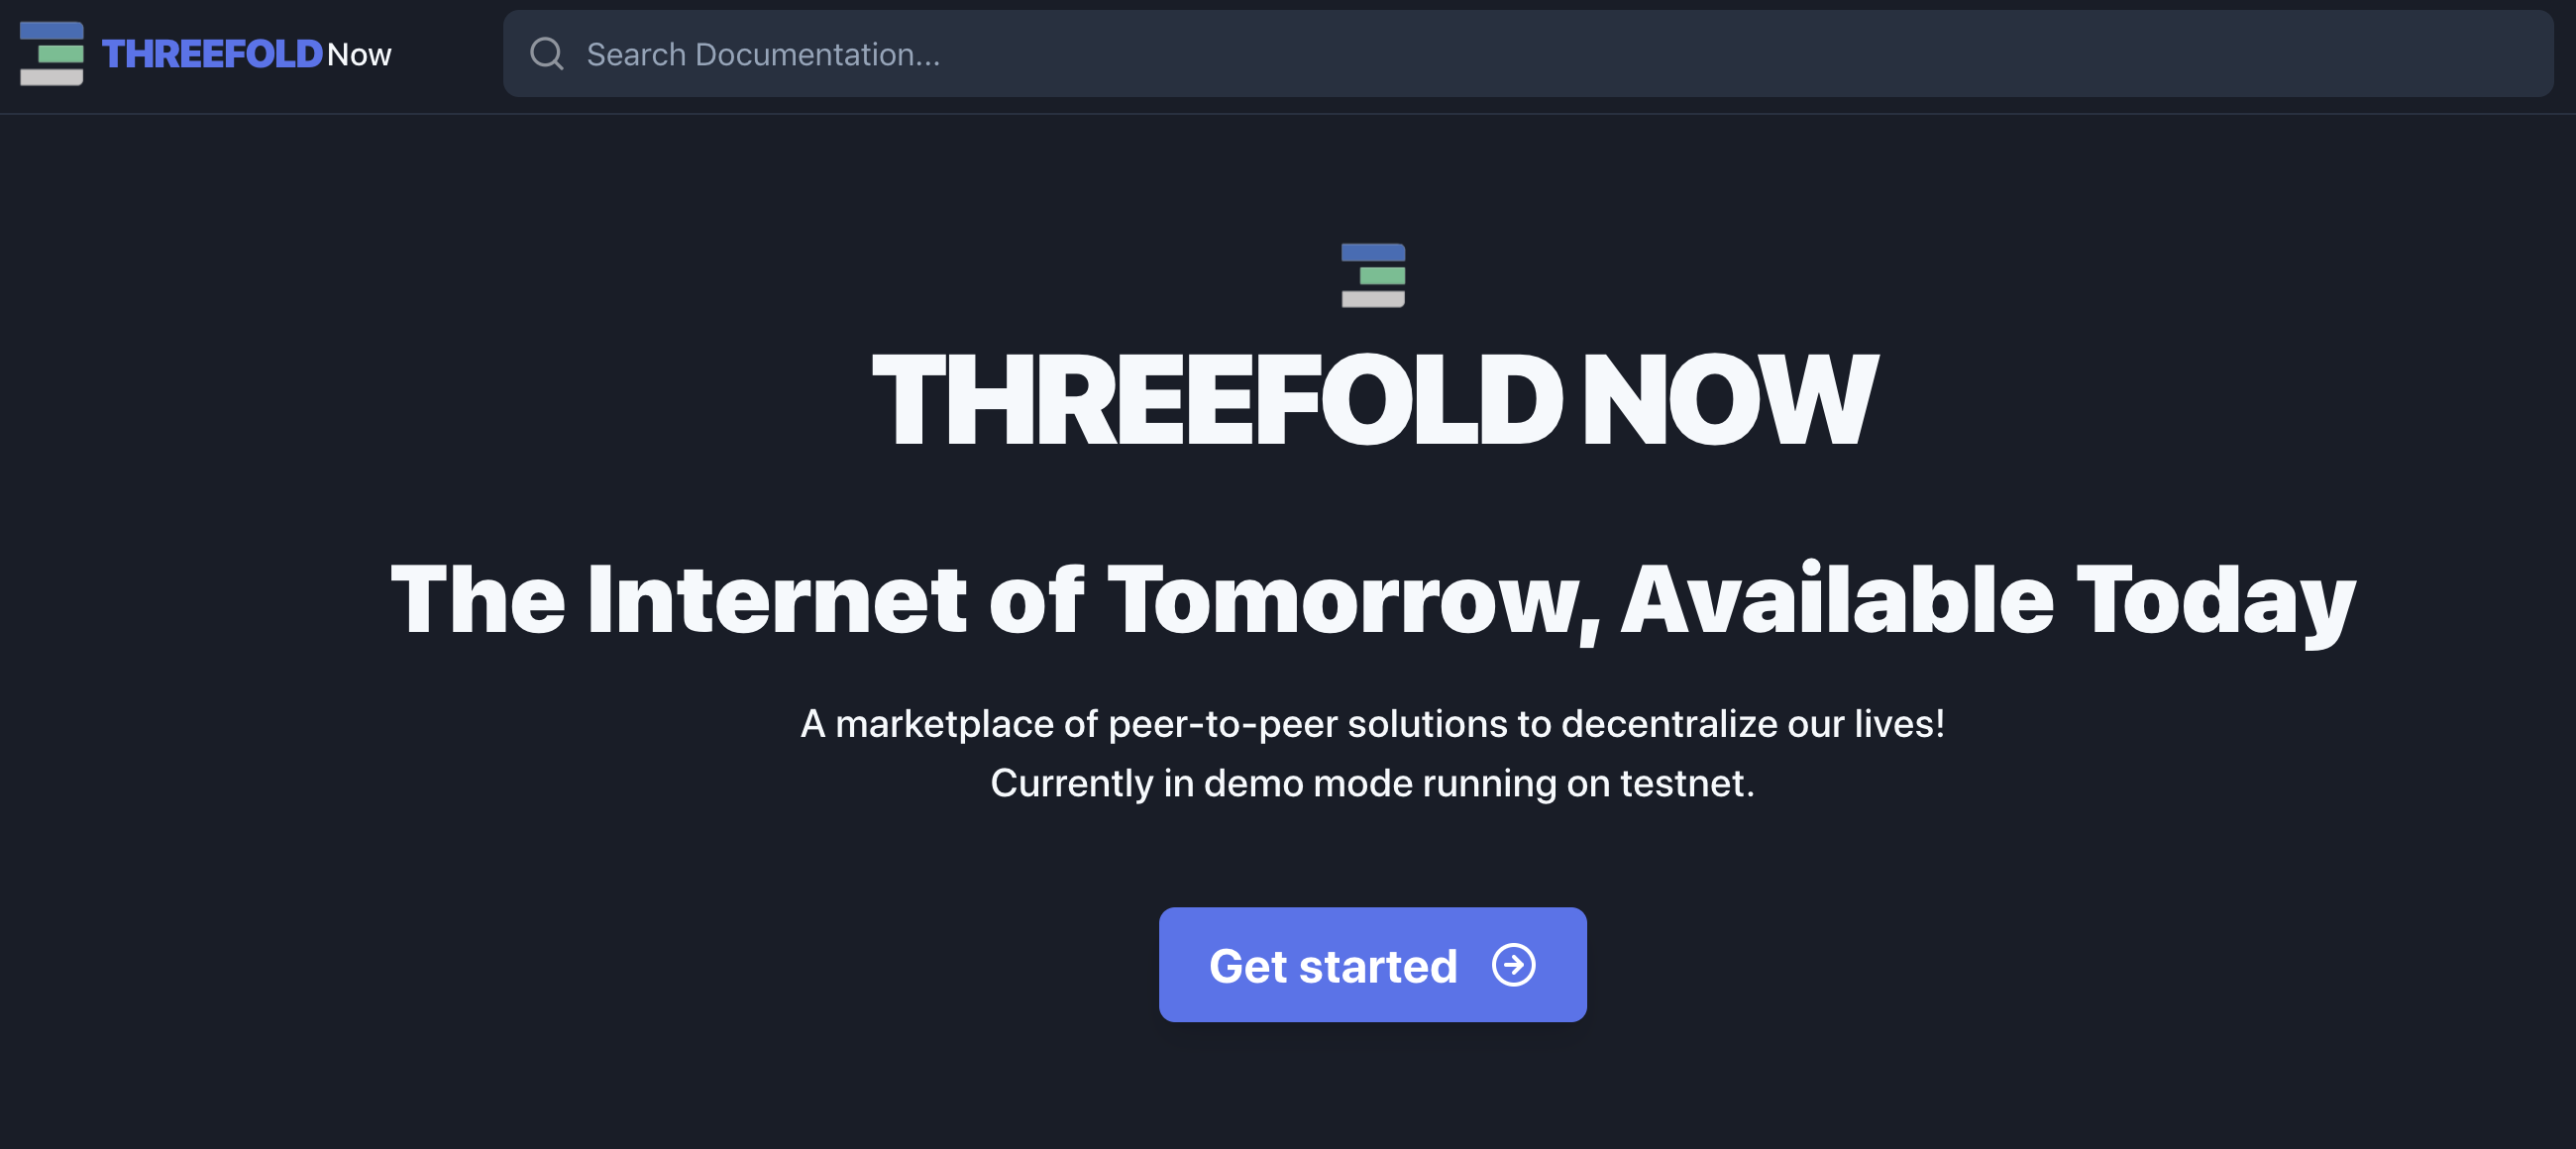 THREEFOLD Now
Search Documentation...
THREEFOLD NOW
The Internet of Tomorrow, Available Today
A marketplace of peer-to-peer solutions to decentralize our lives!
Currently in demo mode running on testnet.
Get started